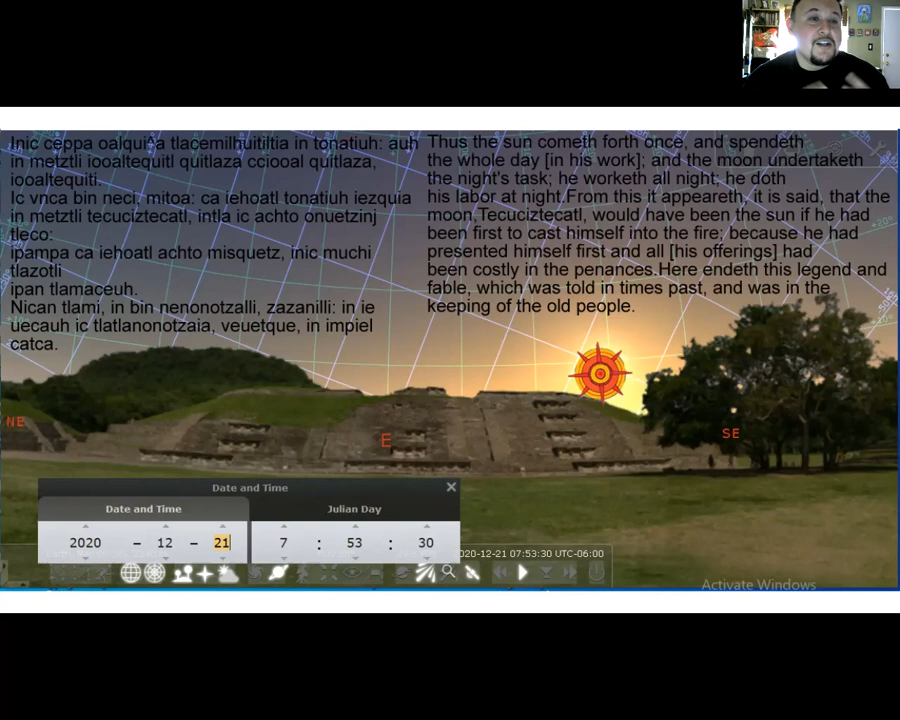 Inic ceppa oalquiça tlacemilhuitiltia in tonatiuh: auh
in metztli iooaltequitl quitlaza cciooal quitlaza,
iooaltequiti.
Ic vnca bin neci. mitoa: ca iehoatl tonatiuh iezquia
in metztli tecuciztecatl, intla ic achto onuetzinj
tleco:
ipampa ca iehoatl achto misquetz, inic muchi
tlazotli
ipan tlamaceuh.
Nican tlami, in bin nenonotzalli, zazanilli: in ie
uecauh ic tlatlanonotzaia, veuetque, in impiel
catca.
Thus the sun cometh forth once, and spendeth
the whole day [in his work]; and the moon undertaketh
the night's task; he worketh all night; he doth
his labor at night.From this it appeareth, it is said, that the
moon,Tecuciztecatl, would have been the sun if he had
been first to cast himself into the fire; because he had
presented himself first and all [his offerings] had
been costly in the penances.Here endeth this legend and
fable, which was told in times past, and was in the
keeping of the old people.
NE
E
SE
Date and Time
Date and Time
Julian Day
2020 - 12 - 21
7 : 53 : 30
2020-12-21 07:53:30 UTC-06:00
Activate Windows